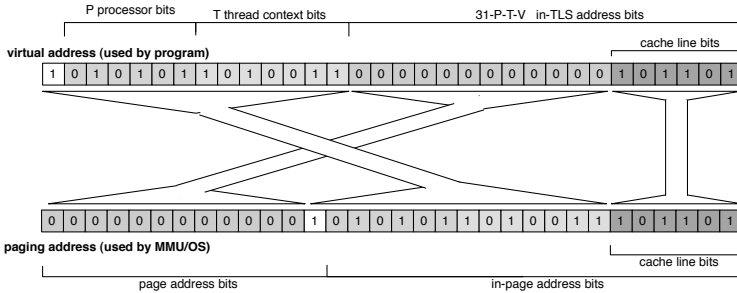 P processor bits
T thread context bits
31-P-T-V in-TLS address bits
virtual address (used by program)
cache line bits
1 0 1 0 1 0 1 1 0 1 0 0 1 1 0 0 0 0 0 0 0 0 0 0 0 0 1 0 1 1 0 1
0 0 0 0 0 0 0 0 0 0 0 0 1 0 1 0 1 0 1 1 0 1 0 0 1 1 1 0 1 1 0 1
paging address (used by MMU/OS)
cache line bits
page address bits
in-page address bits